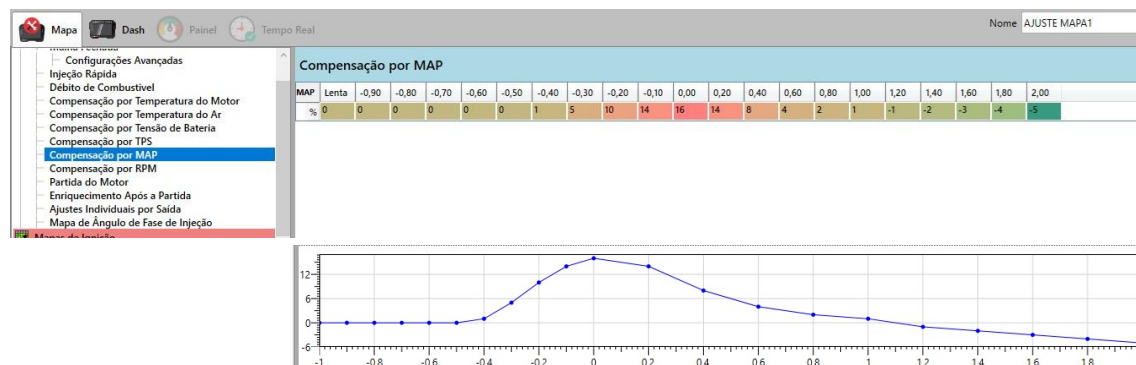 Mapa Dash Painel Tempo Real Nome AJUSTE MAPA1
Malha Fechada
Configurações Avançadas
Injeção Rápida
Débito de Combustível
Compensação por Temperatura do Motor
Compensação por Temperatura do Ar
Compensação por Tensão de Bateria
Compensação por TPS
Compensação por MAP
Compensação por RPM
Partida do Motor
Enriquecimento Após a Partida
Ajustes Individuais por Saída
Mapa de Ângulo de Fase de Injeção
Mapas de Ignição
Compensação por MAP
MAP Lenta -0,90 -0,80 -0,70 -0,60 -0,50 -0,40 -0,30 -0,20 -0,10 0,00 0,20 0,40 0,60 0,80 1,00 1,20 1,40 1,60 1,80 2,00
% 0 0 0 0 0 0 1 5 10 14 16 14 8 4 2 1 -1 -2 -3 -4 -5
12
6
0
-6
-1 -0.8 -0.6 -0.4 -0.2 0 0.2 0.4 0.6 0.8 1 1.2 1.4 1.6 1.8